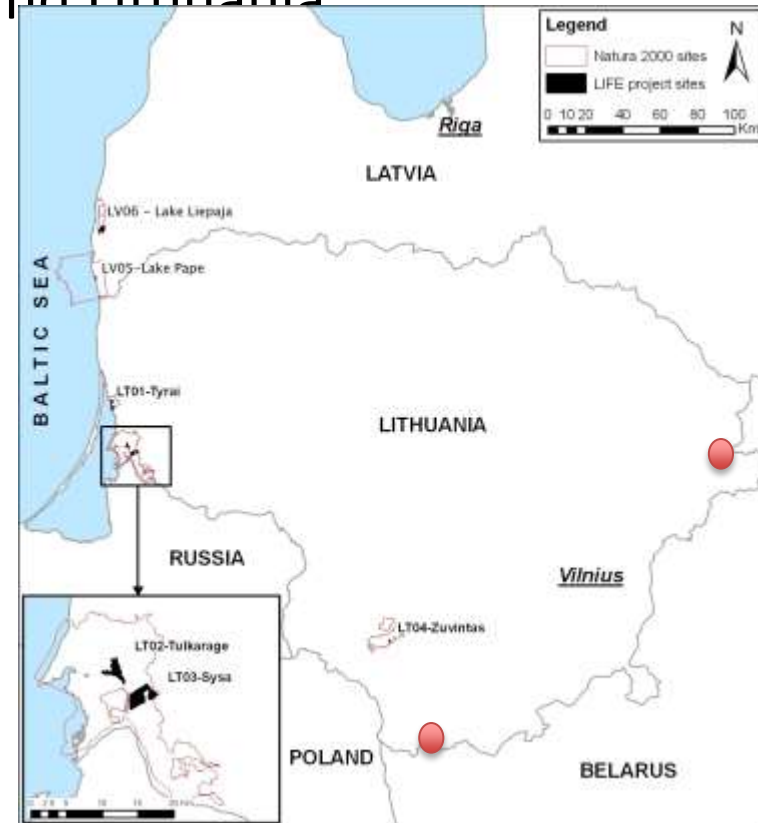 Legend
Natura 2000 sites
LIFE project sites
0 10 20 40 60 80 100
Km
N
Riga
LATVIA
LV06 - Lake Liepaja
LV05-Lake Pape
BALTIC SEA
LT01-Tyrai
LITHUANIA
RUSSIA
Vilnius
LT04-Zuvintas
LT02-Tulkarage
LT03-Sysa
POLAND
BELARUS